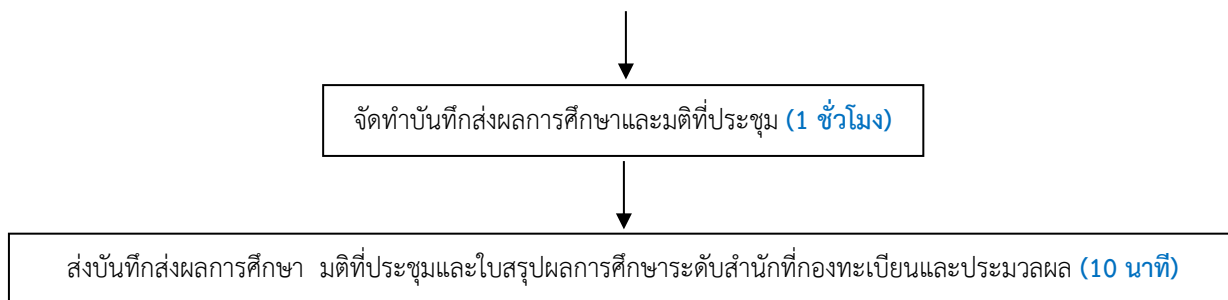 จัดทำบันทึกส่งผลการศึกษาและมติที่ประชุม (1 ชั่วโมง)
ส่งบันทึกส่งผลการศึกษา มติที่ประชุมและใบสรุปผลการศึกษาระดับสำนักที่กองทะเบียนและประมวลผล (10 นาที)